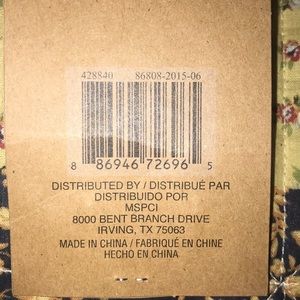 428840 86808-2015-06
8 86946 72696 5
DISTRIBUTED BY / DISTRIBUÉ PAR
DISTRIBUIDO POR
MSPCI
8000 BENT BRANCH DRIVE
IRVING, TX 75063
MADE IN CHINA / FABRIQUÉ EN CHINE
HECHO EN CHINA